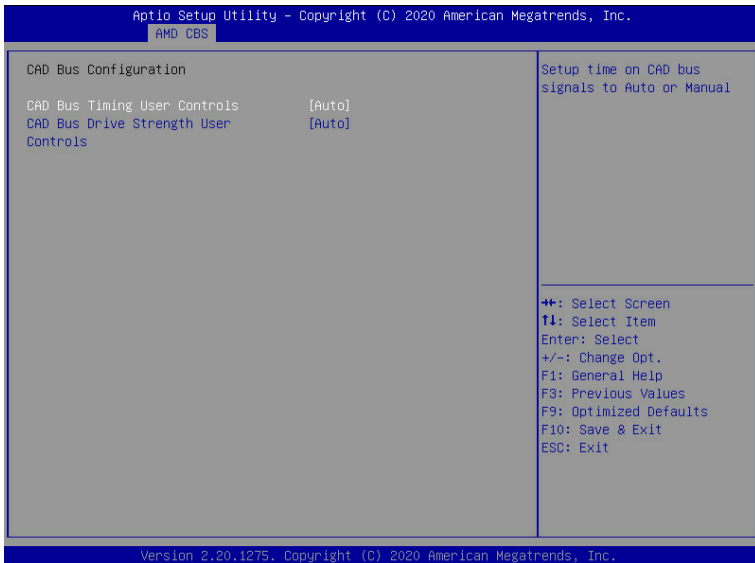 Aptio Setup Utility – Copyright (C) 2020 American Megatrends, Inc.
AMD CBS
CAD Bus Configuration
CAD Bus Timing User Controls [Auto]
CAD Bus Drive Strength User Controls [Auto]
Setup time on CAD bus
signals to Auto or Manual
→←: Select Screen
↑↓: Select Item
Enter: Select
+/-: Change Opt.
F1: General Help
F3: Previous Values
F9: Optimized Defaults
F10: Save & Exit
ESC: Exit
Version 2.20.1275. Copyright (C) 2020 American Megatrends, Inc.